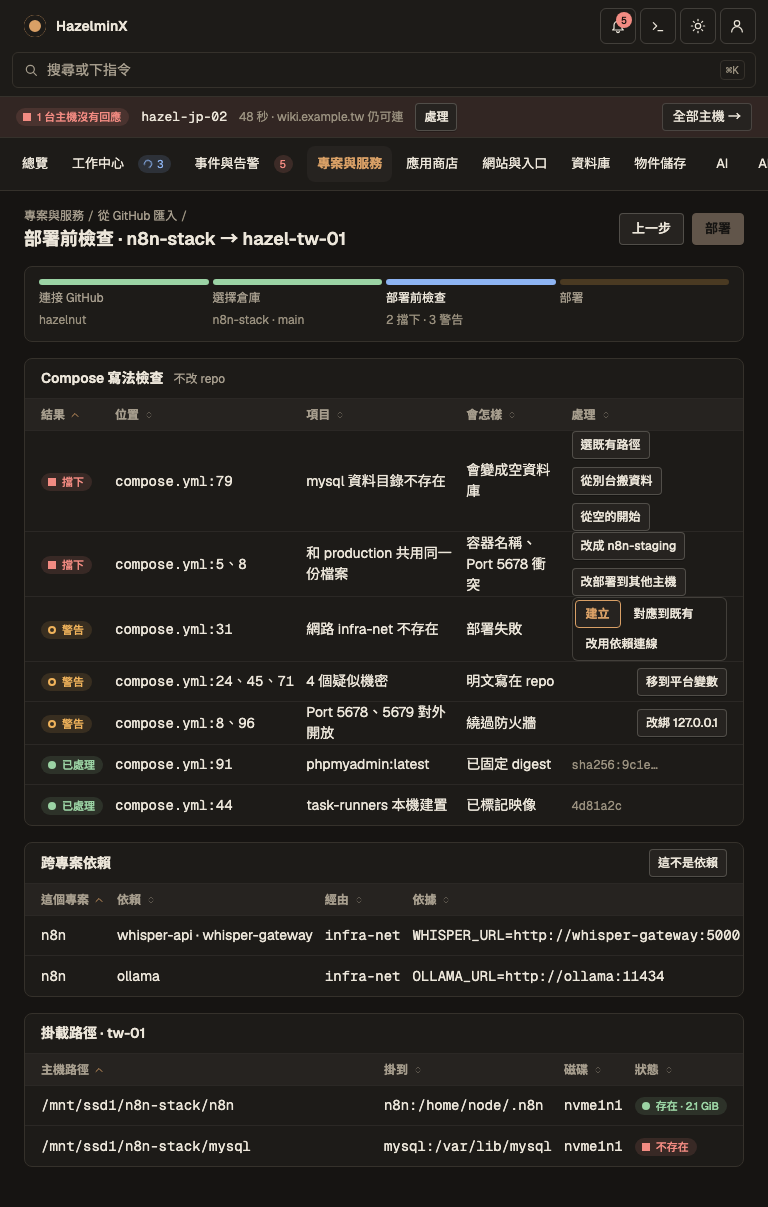 HazelminX
5
搜尋或下指令
⌘K
1 台主機沒有回應 hazel-jp-02 48 秒 · wiki.example.tw 仍可連 處理 全部主機 →
總覽 工作中心 3 事件與告警 5 專案與服務 應用商店 網站與入口 資料庫 物件儲存 AI
專案與服務 / 從 GitHub 匯入 /
部署前檢查 · n8n-stack → hazel-tw-01
上一步 部署
連接 GitHub 選擇倉庫 部署前檢查 部署
hazelnut n8n-stack · main 2 擋下 · 3 警告
Compose 寫法檢查 不改 repo
結果 位置 項目 會怎樣 處理
擋下 compose.yml:79 mysql 資料目錄不存在 會變成空資料庫
選既有路徑
從別台搬資料
從空的開始
擋下 compose.yml:5、8 和 production 共用同一份檔案 容器名稱、Port 5678 衝突
改成 n8n-staging
改部署到其他主機
警告 compose.yml:31 網路 infra-net 不存在 部署失敗
建立 對應到既有
改用依賴連線
警告 compose.yml:24、45、71 4 個疑似機密 明文寫在 repo 移到平台變數
警告 compose.yml:8、96 Port 5678、5679 對外開放 繞過防火牆 改綁 127.0.0.1
已處理 compose.yml:91 phpmyadmin:latest 已固定 digest sha256:9c1e…
已處理 compose.yml:44 task-runners 本機建置 已標記映像 4d81a2c
跨專案依賴 這不是依賴
這個專案 依賴 經由 依據
n8n whisper-api · whisper-gateway infra-net WHISPER_URL=http://whisper-gateway:5000
n8n ollama infra-net OLLAMA_URL=http://ollama:11434
掛載路徑 · tw-01
主機路徑 掛到 磁碟 狀態
/mnt/ssd1/n8n-stack/n8n n8n:/home/node/.n8n nvme1n1 存在 · 2.1 GiB
/mnt/ssd1/n8n-stack/mysql mysql:/var/lib/mysql nvme1n1 不存在